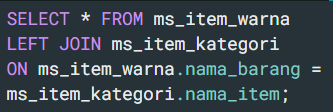 SELECT * FROM ms_item_warna
LEFT JOIN ms_item_kategori
ON ms_item_warna.nama_barang =
ms_item_kategori.nama_item;